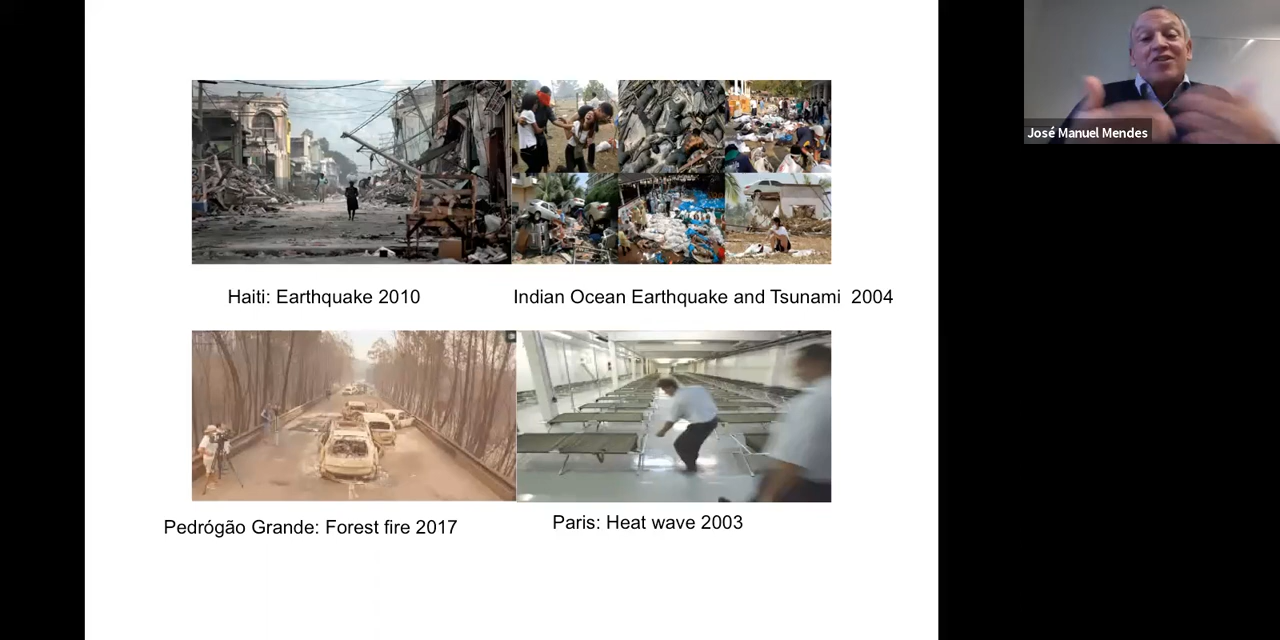 José Manuel Mendes
Haiti: Earthquake 2010
Indian Ocean Earthquake and Tsunami 2004
Pedrógão Grande: Forest fire 2017
Paris: Heat wave 2003